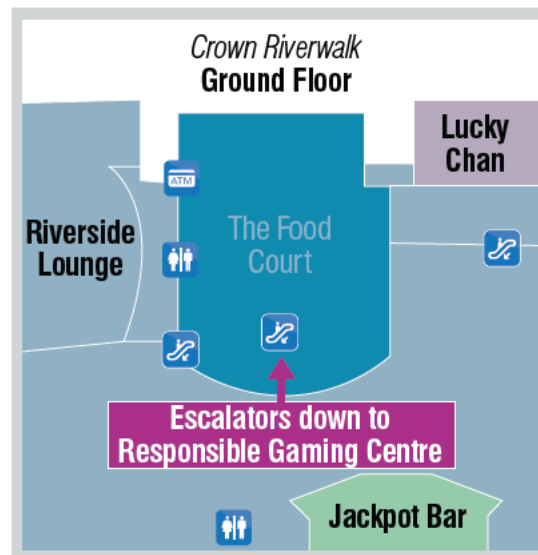 Crown Riverwalk
Ground Floor
Lucky
Chan
ATM
Riverside
Lounge
The Food
Court
Escalators down to
Responsible Gaming Centre
Jackpot Bar